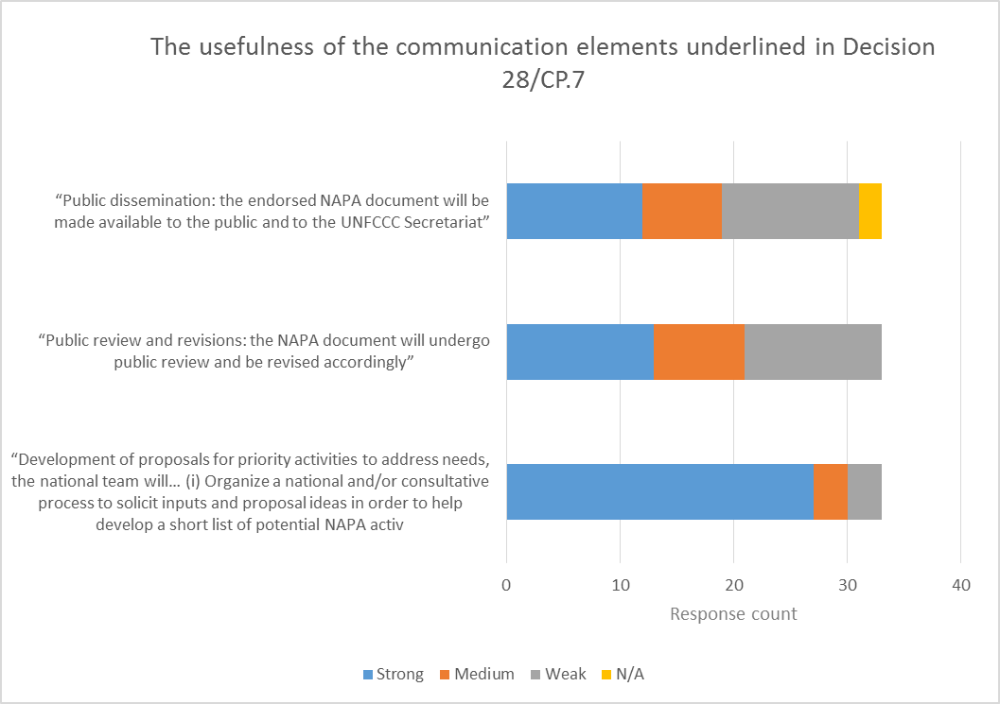 The usefulness of the communication elements underlined in Decision
28/CP.7
“Public dissemination: the endorsed NAPA document will be
made available to the public and to the UNFCCC Secretariat”
“Public review and revisions: the NAPA document will undergo
public review and be revised accordingly”
“Development of proposals for priority activities to address needs,
the national team will… (i) Organize a national and/or consultative
process to solicit inputs and proposal ideas in order to help
develop a short list of potential NAPA activ
0 10 20 30 40
Response count
Strong Medium Weak N/A